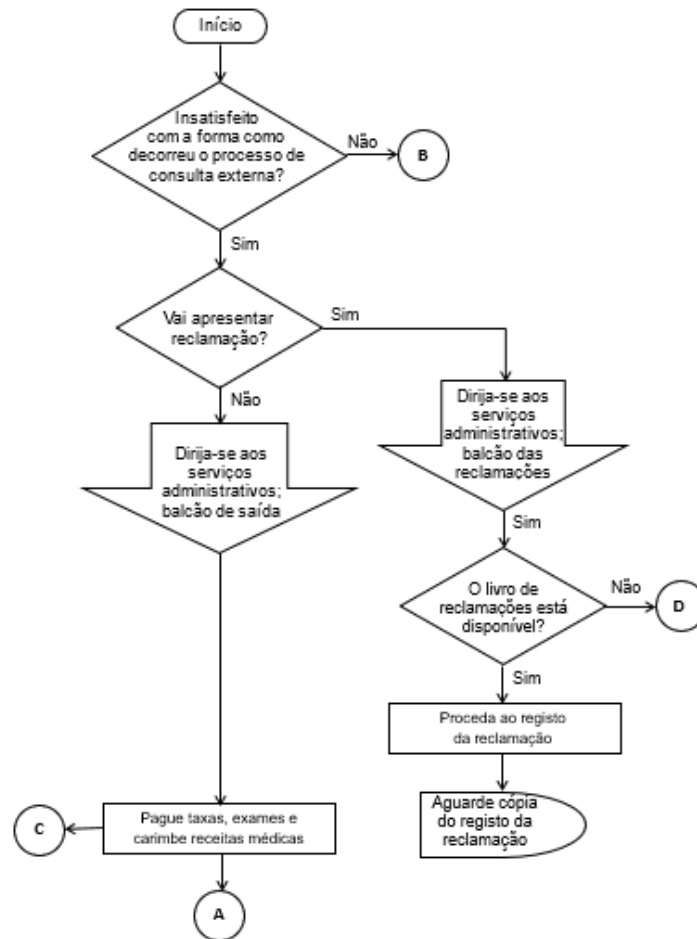 Início
Insatisfeito
com a forma como
decorreu o processo de
consulta externa?
Não
B
Sim
Vai apresentar
reclamação?
Sim
Não
Dirija-se aos
serviços
administrativos;
balcão de saída
Dirija-se aos
serviços
administrativos;
balcão das
reclamações
Sim
O livro de
reclamações está
disponível?
Não
D
Sim
Proceda ao registo
da reclamação
Aguarde cópia
do registo da
reclamação
Pague taxas, exames e
carimbe receitas médicas
C
A